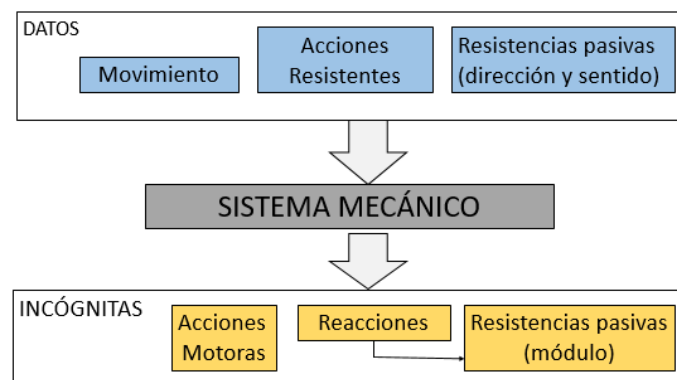 DATOS
Movimiento
Acciones
Resistentes
Resistencias pasivas
(dirección y sentido)
SISTEMA MECÁNICO
INCÓGNITAS
Acciones
Motoras
Reacciones
Resistencias pasivas
(módulo)